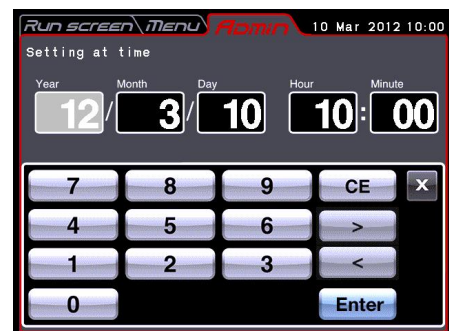 Run screen Menu Admin 10 Mar 2012 10:00
Setting at time
Year Month Day Hour Minute
12/ 3/ 10 10: 00
7 8 9 CE x
4 5 6 >
1 2 3 <
0 Enter